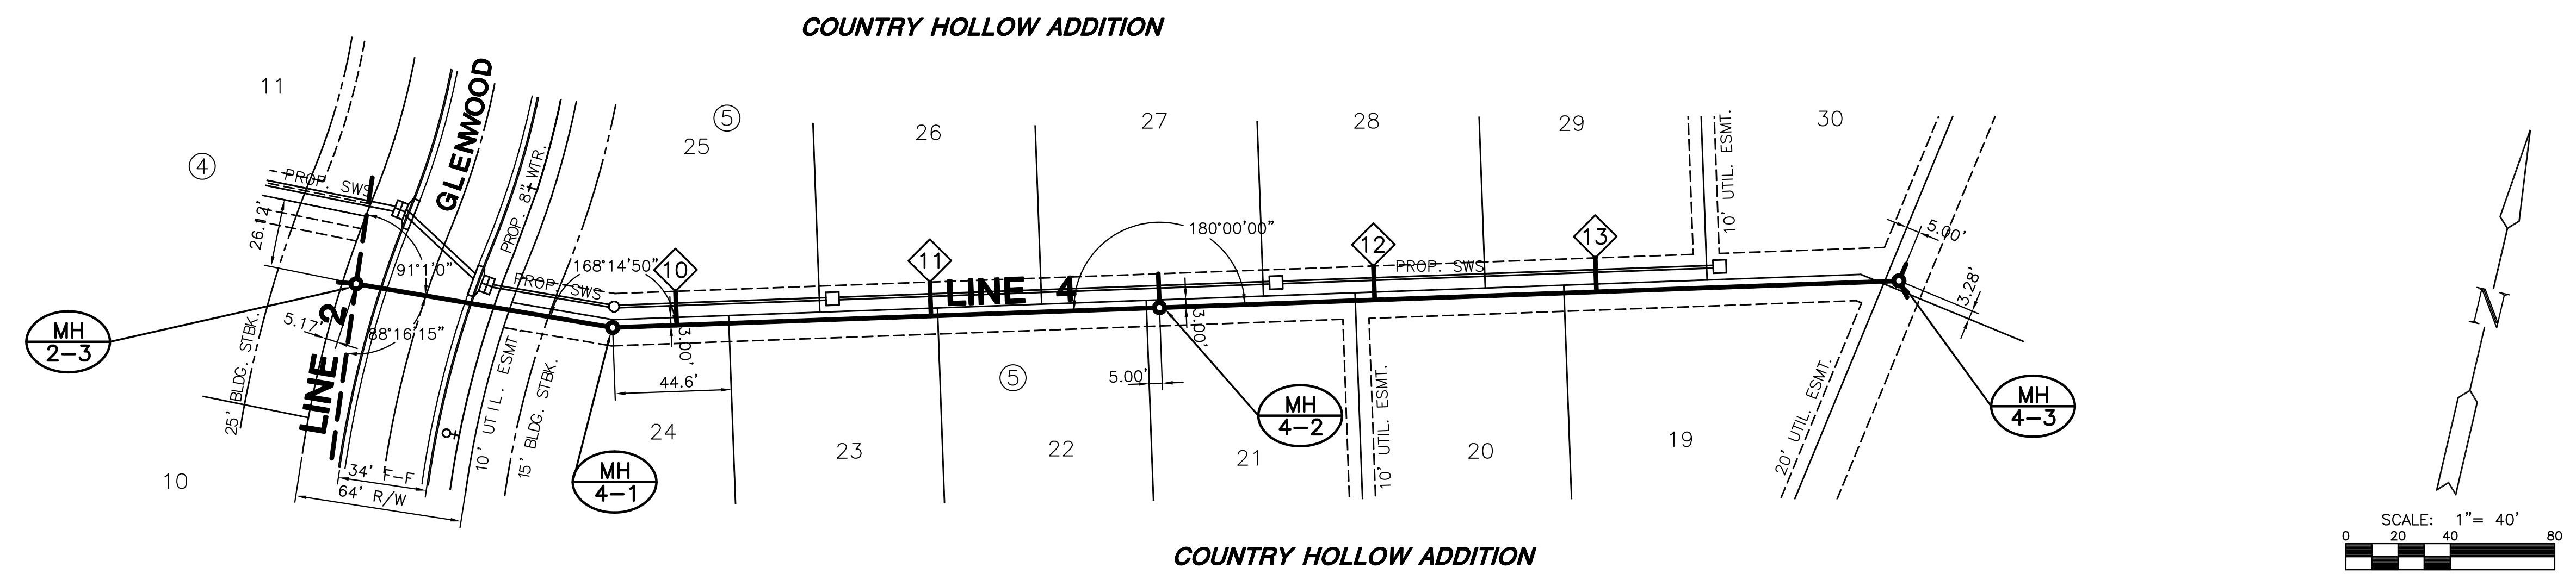 COUNTRY HOLLOW ADDITION
11
4
GLENWOOD
PROP. 8" WTR.
5
25
26
27
28
29
30
10' UTIL. ESMT.
PROP. SWS
26.12'
91°1'0"
PROP. SWS
168°14'50"
10
11
LINE 4
180°00'00"
12
PROP. SWS
13
5.00'
3.28'
N
MH
2-3
25' BLDG. STBK.
5.17'
LINE 2
88°16'15"
10' UTIL. ESMT
15' BLDG. STBK.
3.00'
44.6'
5
5.00'
3.00'
MH
4-2
10' UTIL. ESMT.
20' UTIL. ESMT.
MH
4-3
10
34' F-F
64' R/W
MH
4-1
24
23
22
21
20
19
COUNTRY HOLLOW ADDITION
SCALE: 1"= 40'
0 20 40 80